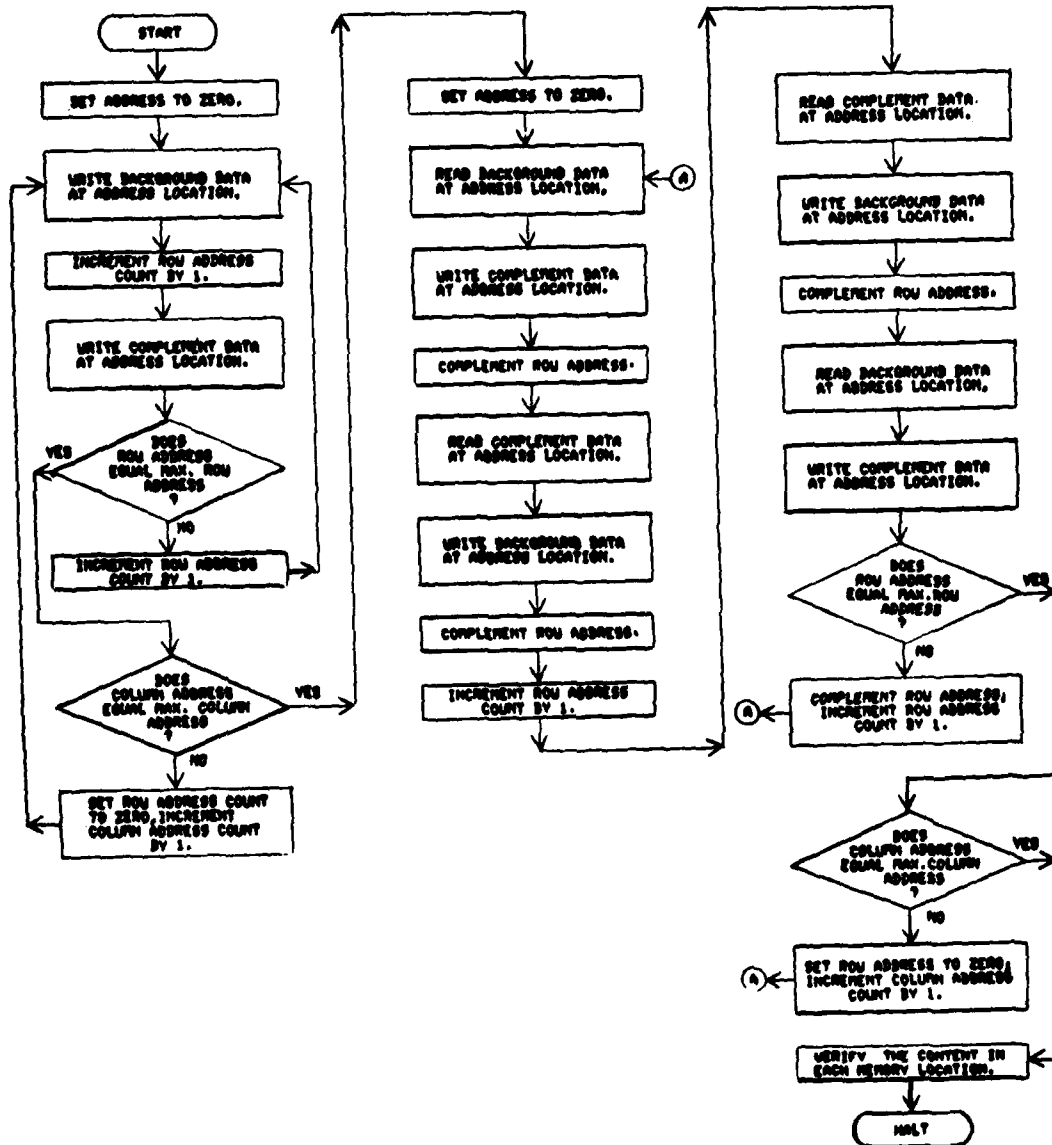 START
SET ADDRESS TO ZERO.
WRITE BACKGROUND DATA
AT ADDRESS LOCATION.
INCREMENT ROW ADDRESS
COUNT BY 1.
WRITE COMPLEMENT DATA
AT ADDRESS LOCATION.
DOES
ROW ADDRESS
EQUAL MAX. ROW
ADDRESS
?
YES
NO
INCREMENT ROW ADDRESS
COUNT BY 1.
DOES
COLUMN ADDRESS
EQUAL MAX. COLUMN
ADDRESS
?
YES
NO
SET ROW ADDRESS COUNT
TO ZERO,INCREMENT
COLUMN ADDRESS COUNT
BY 1.
SET ADDRESS TO ZERO.
READ BACKGROUND DATA
AT ADDRESS LOCATION.
A
WRITE COMPLEMENT DATA
AT ADDRESS LOCATION.
COMPLEMENT ROW ADDRESS.
READ COMPLEMENT DATA
AT ADDRESS LOCATION.
WRITE BACKGROUND DATA
AT ADDRESS LOCATION.
COMPLEMENT ROW ADDRESS.
INCREMENT ROW ADDRESS
COUNT BY 1.
READ COMPLEMENT DATA.
AT ADDRESS LOCATION.
WRITE BACKGROUND DATA
AT ADDRESS LOCATION.
COMPLEMENT ROW ADDRESS.
READ BACKGROUND DATA
AT ADDRESS LOCATION.
WRITE COMPLEMENT DATA
AT ADDRESS LOCATION.
DOES
ROW ADDRESS
EQUAL MAX.ROW
ADDRESS
?
YES
NO
COMPLEMENT ROW ADDRESS;
INCREMENT ROW ADDRESS
COUNT BY 1.
A
DOES
COLUMN ADDRESS
EQUAL MAX.COLUMN
ADDRESS
?
YES
NO
SET ROW ADDRESS TO ZERO;
INCREMENT COLUMN ADDRESS
COUNT BY 1.
A
VERIFY THE CONTENT IN
EACH MEMORY LOCATION.
HALT